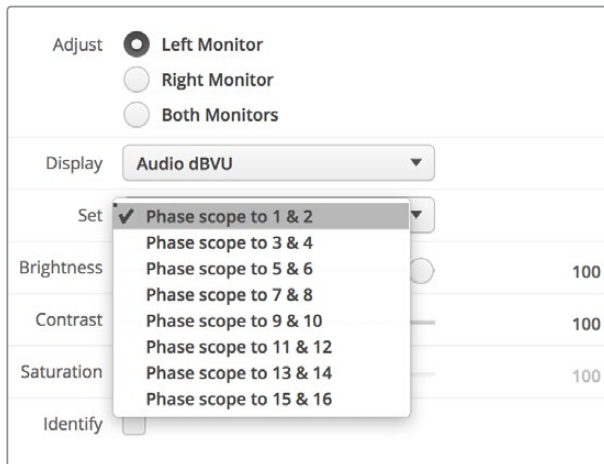 Adjust Left Monitor
Right Monitor
Both Monitors
Display Audio dBVU
Set ✔ Phase scope to 1 & 2
Phase scope to 3 & 4
Brightness Phase scope to 5 & 6 100
Phase scope to 7 & 8
Contrast Phase scope to 9 & 10 100
Phase scope to 11 & 12
Saturation Phase scope to 13 & 14 100
Phase scope to 15 & 16
Identify